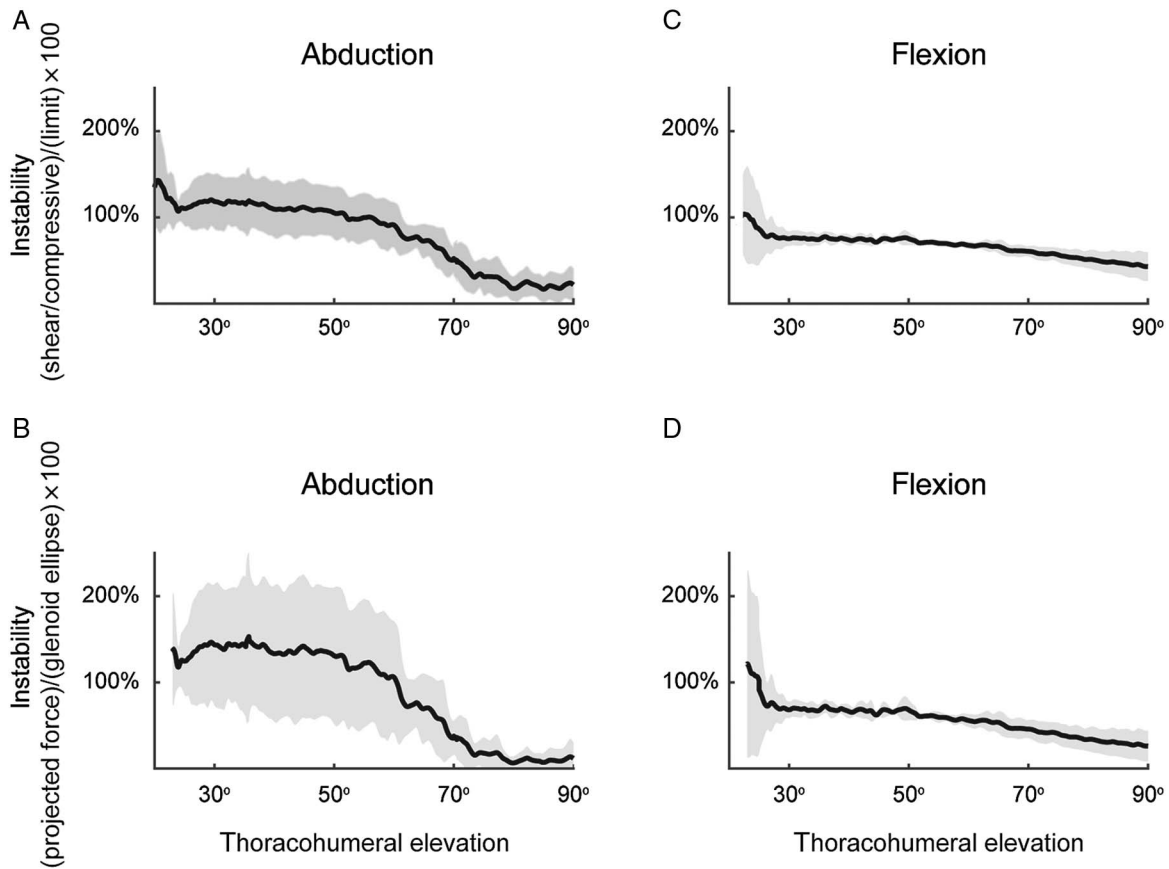 A
Abduction
Instability
(shear/compressive)/(limit) × 100
200%
100%
30º
50º
70º
90º
C
Flexion
200%
100%
30º
50º
70º
90º
B
Abduction
Instability
(projected force)/(glenoid ellipse) × 100
200%
100%
30º
50º
70º
90º
Thoracohumeral elevation
D
Flexion
200%
100%
30º
50º
70º
90º
Thoracohumeral elevation